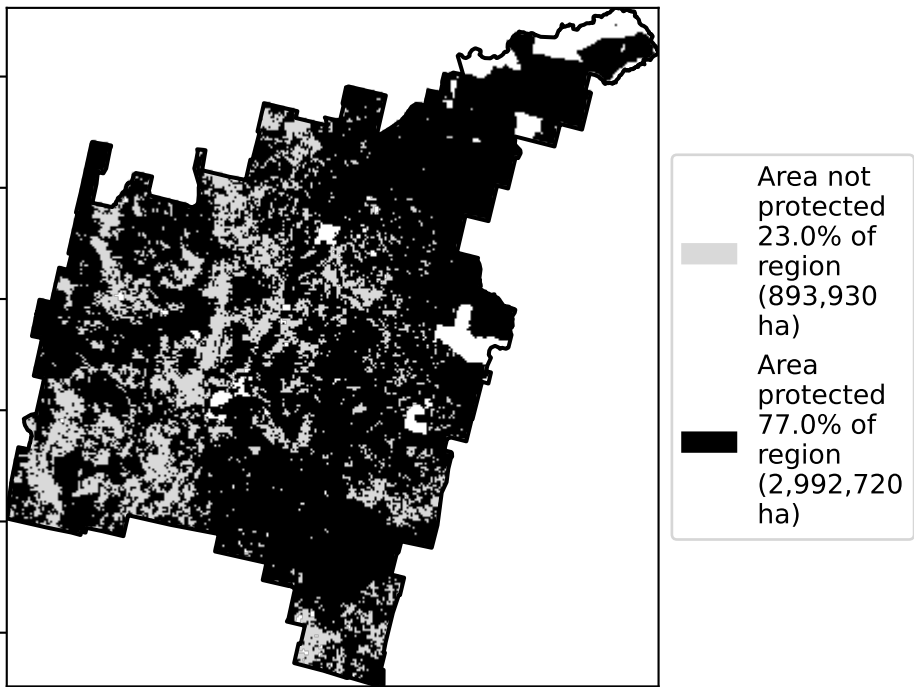 Area not
protected
23.0% of
region
(893,930
ha)
Area
protected
77.0% of
region
(2,992,720
ha)